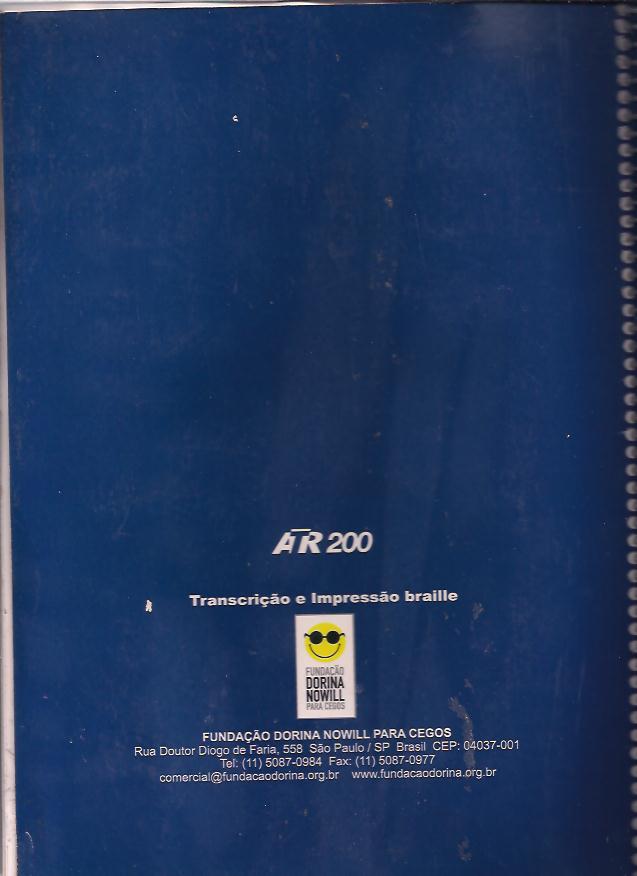 ATR 200
Transcrição e Impressão braille
FUNDAÇÃO
DORINA
NOWILL
PARA CEGOS
FUNDAÇÃO DORINA NOWILL PARA CEGOS
Rua Doutor Diogo de Faria, 558 São Paulo / SP Brasil CEP: 04037-001
Tel: (11) 5087-0984 Fax: (11) 5087-0977
comercial@fundacaodorina.org.br www.fundacaodorina.org.br